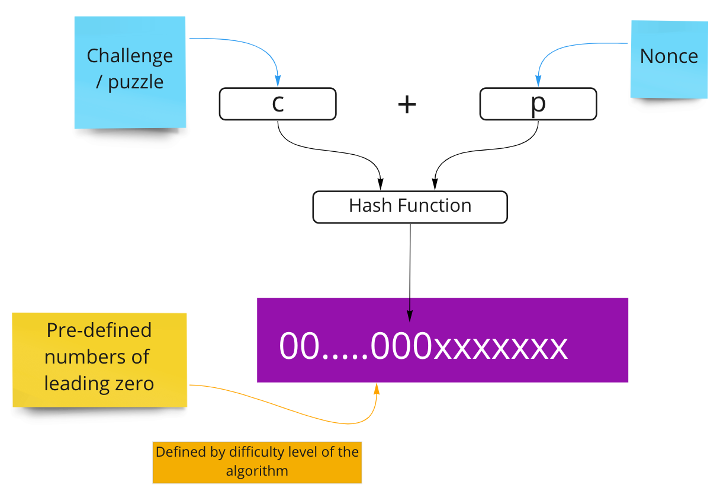 Challenge
/ puzzle
Nonce
c
+
p
Hash Function
00.....000xxxxxxx
Pre-defined
numbers of
leading zero
Defined by difficulty level of the
algorithm